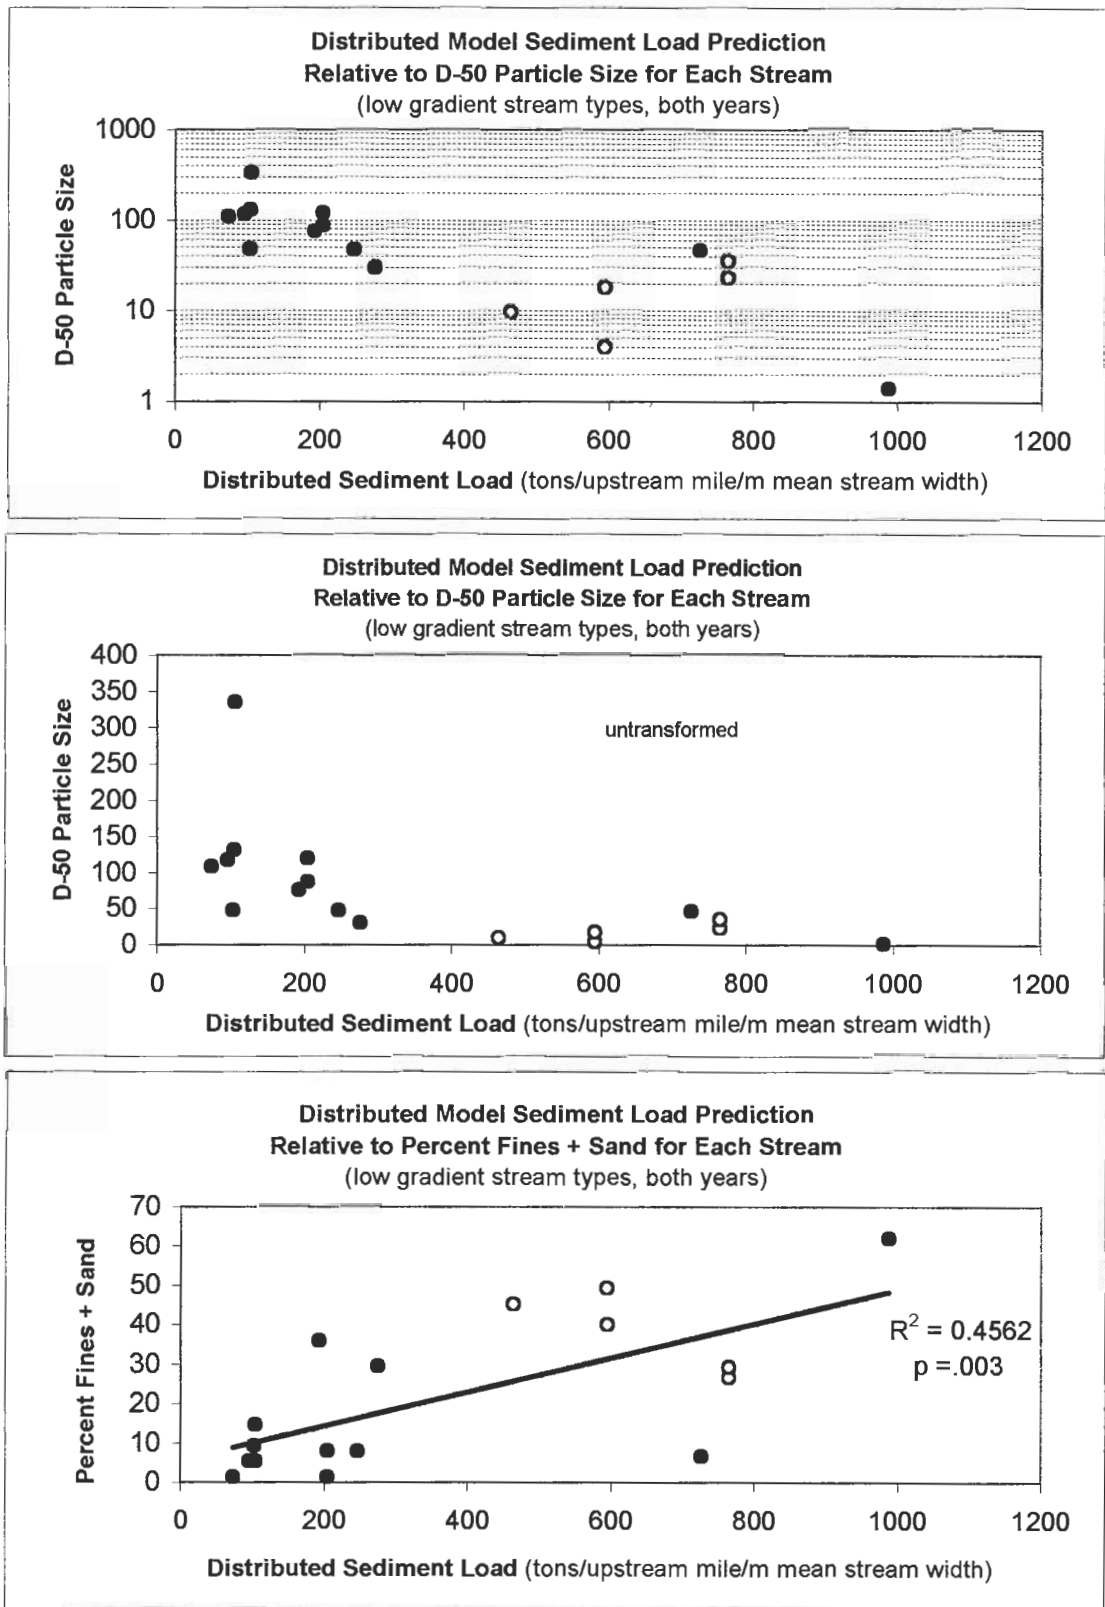 Distributed Model Sediment Load Prediction
Relative to D-50 Particle Size for Each Stream
(low gradient stream types, both years)
D-50 Particle Size
1000
100
10
1
0 200 400 600 800 1000 1200
Distributed Sediment Load (tons/upstream mile/m mean stream width)
Distributed Model Sediment Load Prediction
Relative to D-50 Particle Size for Each Stream
(low gradient stream types, both years)
D-50 Particle Size
400
350
300
250
200
150
100
50
0
untransformed
0 200 400 600 800 1000 1200
Distributed Sediment Load (tons/upstream mile/m mean stream width)
Distributed Model Sediment Load Prediction
Relative to Percent Fines + Sand for Each Stream
(low gradient stream types, both years)
Percent Fines + Sand
70
60
50
40
30
20
10
0
R² = 0.4562
p =.003
0 200 400 600 800 1000 1200
Distributed Sediment Load (tons/upstream mile/m mean stream width)